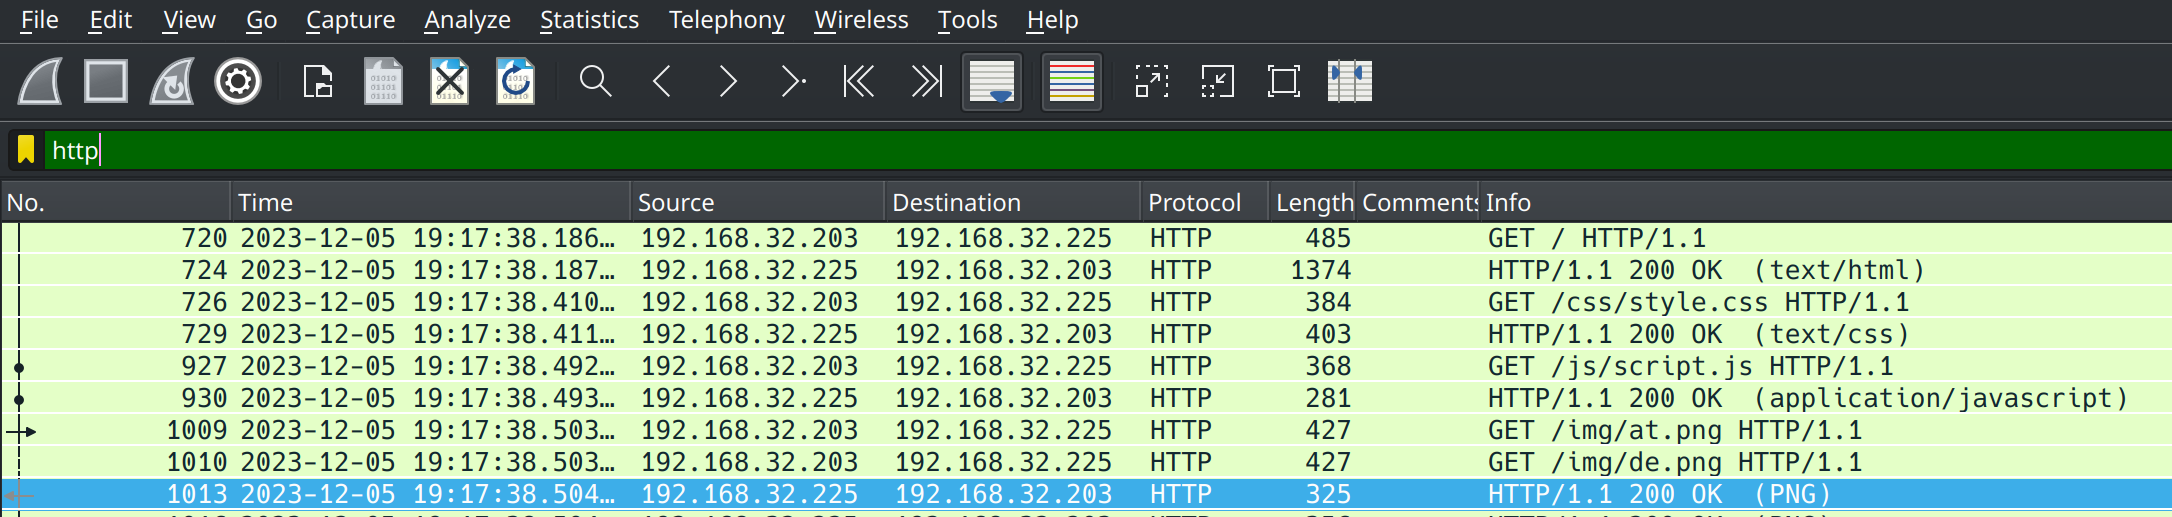 File Edit View Go Capture Analyze Statistics Telephony Wireless Tools Help
http
No. Time Source Destination Protocol Length Comments Info
720 2023-12-05 19:17:38.186… 192.168.32.203 192.168.32.225 HTTP 485 GET / HTTP/1.1
724 2023-12-05 19:17:38.187… 192.168.32.225 192.168.32.203 HTTP 1374 HTTP/1.1 200 OK (text/html)
726 2023-12-05 19:17:38.410… 192.168.32.203 192.168.32.225 HTTP 384 GET /css/style.css HTTP/1.1
729 2023-12-05 19:17:38.411… 192.168.32.225 192.168.32.203 HTTP 403 HTTP/1.1 200 OK (text/css)
927 2023-12-05 19:17:38.492… 192.168.32.203 192.168.32.225 HTTP 368 GET /js/script.js HTTP/1.1
930 2023-12-05 19:17:38.493… 192.168.32.225 192.168.32.203 HTTP 281 HTTP/1.1 200 OK (application/javascript)
1009 2023-12-05 19:17:38.503… 192.168.32.203 192.168.32.225 HTTP 427 GET /img/at.png HTTP/1.1
1010 2023-12-05 19:17:38.503… 192.168.32.203 192.168.32.225 HTTP 427 GET /img/de.png HTTP/1.1
1013 2023-12-05 19:17:38.504… 192.168.32.225 192.168.32.203 HTTP 325 HTTP/1.1 200 OK (PNG)